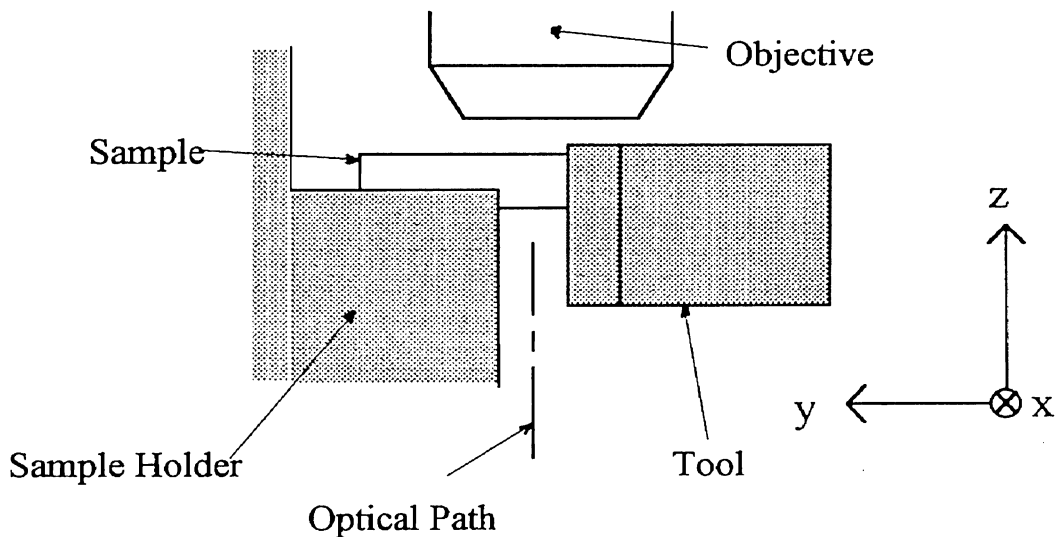 Objective
Sample
z
y
x
Sample Holder
Tool
Optical Path